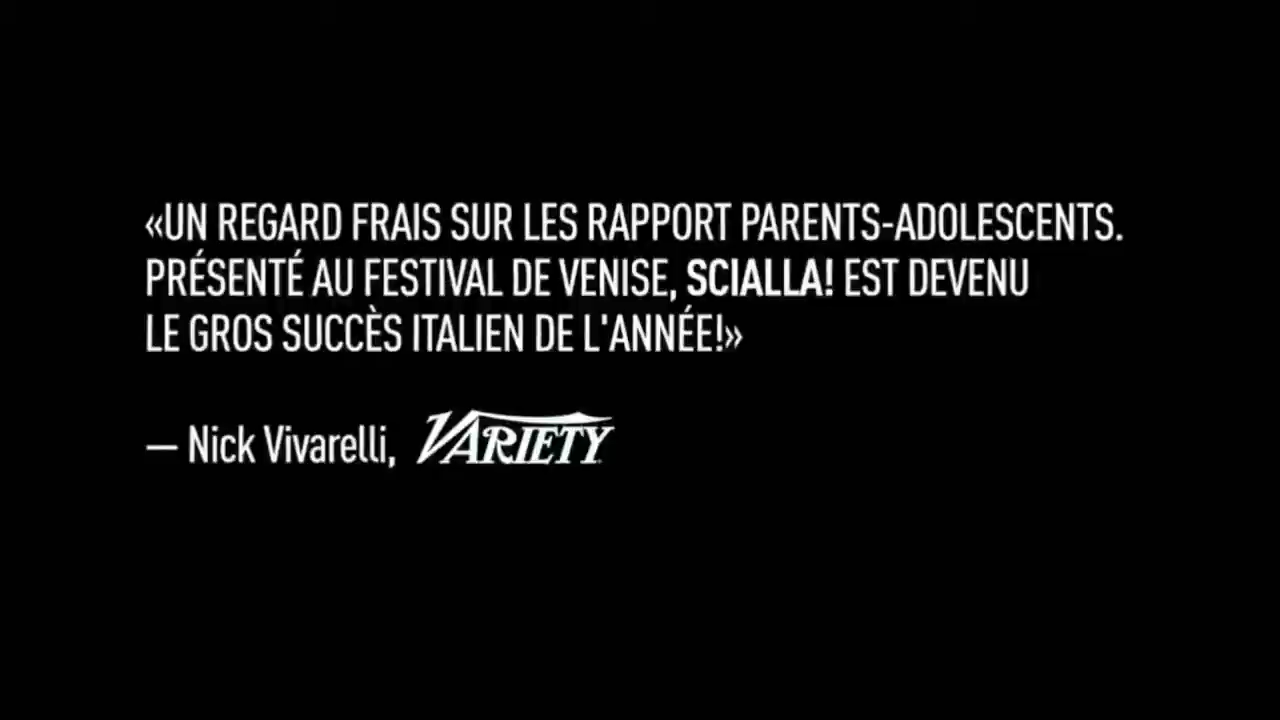 «UN REGARD FRAIS SUR LES RAPPORT PARENTS-ADOLESCENTS.
PRÉSENTÉ AU FESTIVAL DE VENISE, SCIALLA! EST DEVENU
LE GROS SUCCÈS ITALIEN DE L'ANNÉE!»
— Nick Vivarelli, VARIETY